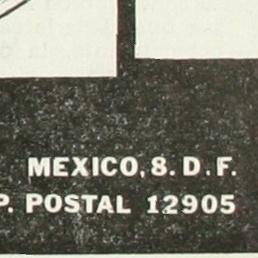 MEXICO, 8. D.F.
P. POSTAL 12905